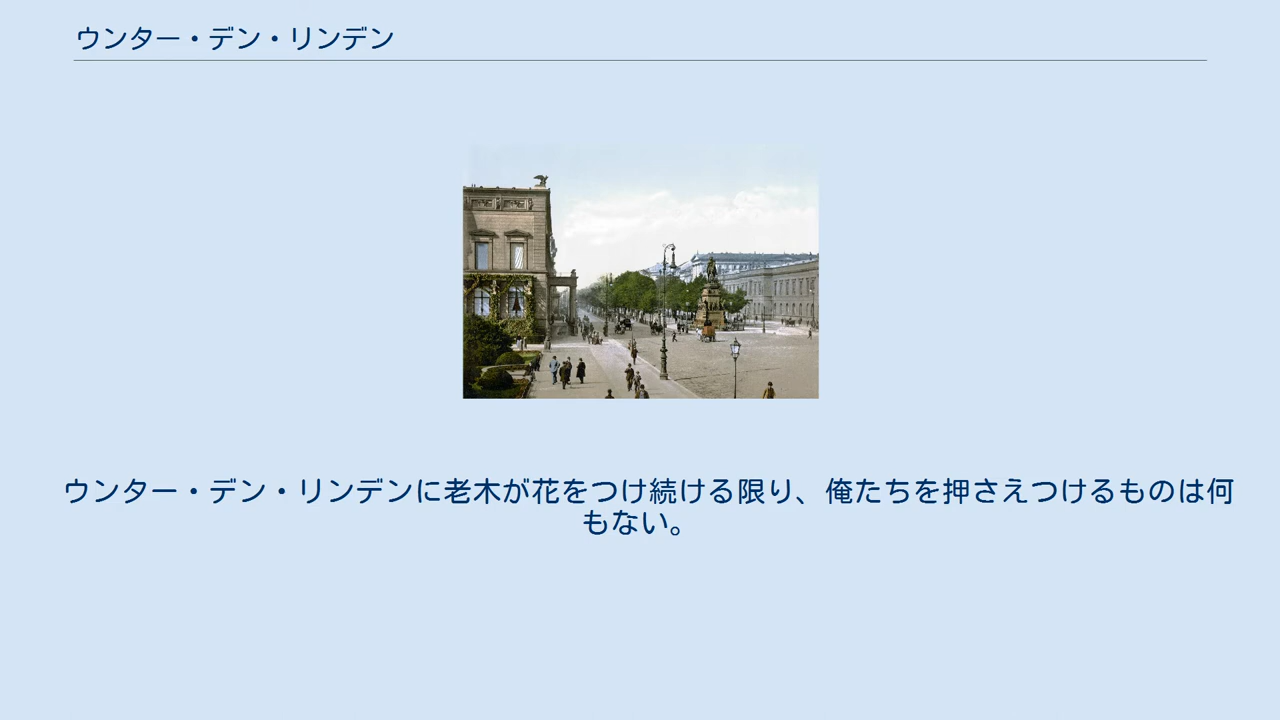 ウンター・デン・リンデン
ウンター・デン・リンデンに老木が花をつけ続ける限り、俺たちを押さえつけるものは何
もない。